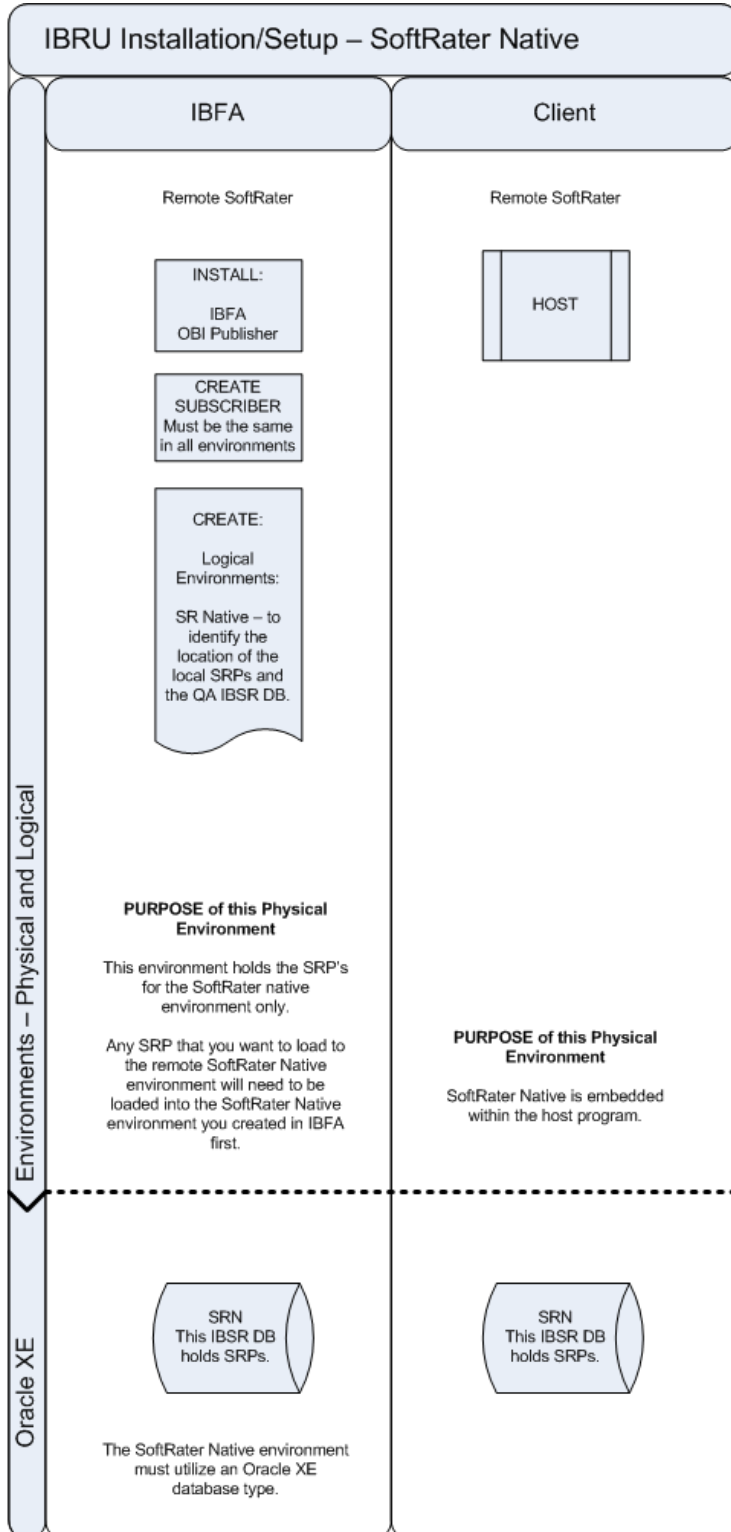 IBRU Installation/Setup – SoftRater Native
IBFA
Client
Environments – Physical and Logical
Remote SoftRater
Remote SoftRater
INSTALL:
IBFA
OBI Publisher
HOST
CREATE
SUBSCRIBER
Must be the same
in all environments
CREATE:
Logical
Environments:
SR Native – to
identify the
location of the
local SRPs and
the QA IBSR DB.
PURPOSE of this Physical
Environment
This environment holds the SRP's
for the SoftRater native
environment only.
Any SRP that you want to load to
the remote SoftRater Native
environment will need to be
loaded into the SoftRater Native
environment you created in IBFA
first.
PURPOSE of this Physical
Environment
SoftRater Native is embedded
within the host program.
Oracle XE
SRN
This IBSR DB
holds SRPs.
SRN
This IBSR DB
holds SRPs.
The SoftRater Native environment
must utilize an Oracle XE
database type.